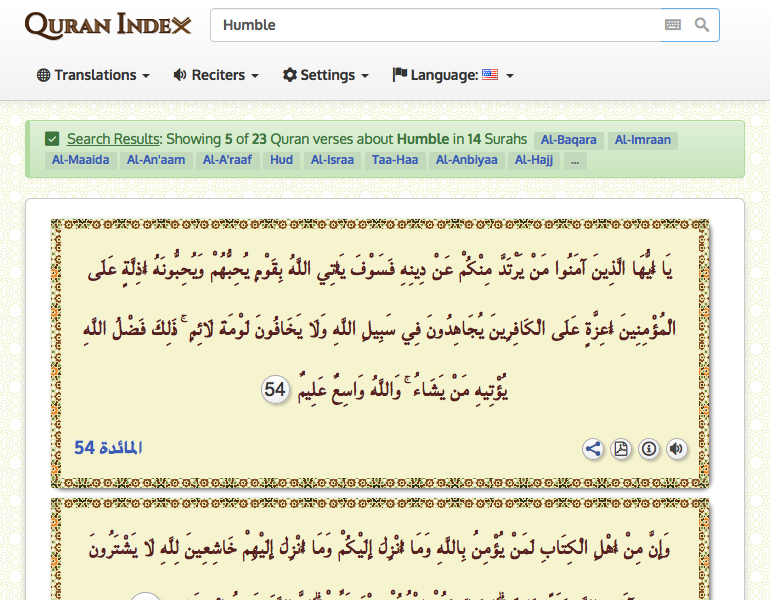 QURAN INDEX
Humble
Translations Reciters Settings Language:
Search Results: Showing 5 of 23 Quran verses about Humble in 14 Surahs Al-Baqara Al-Imraan
Al-Maaida Al-An'aam Al-A'raaf Hud Al-Israa Taa-Haa Al-Anbiyaa Al-Hajj ...
يَا أَيُّهَا الَّذِينَ آمَنُوا مَنْ يَرْتَدَّ مِنْكُمْ عَنْ دِينِهِ فَسَوْفَ يَأْتِي اللَّهُ بِقَوْمٍ يُحِبُّهُمْ وَيُحِبُّونَهُ أَذِلَّةٍ عَلَى
الْمُؤْمِنِينَ أَعِزَّةٍ عَلَى الْكَافِرِينَ يُجَاهِدُونَ فِي سَبِيلِ اللَّهِ وَلَا يَخَافُونَ لَوْمَةَ لَائِمٍ ۚ ذَلِكَ فَضْلُ اللَّهِ
يُؤْتِيهِ مَنْ يَشَاءُ ۚ وَاللَّهُ وَاسِعٌ عَلِيمٌ 54
المائدة 54
وَإِنَّ مِنْ أَهْلِ الْكِتَابِ لَمَنْ يُؤْمِنُ بِاللَّهِ وَمَا أُنْزِلَ إِلَيْكُمْ وَمَا أُنْزِلَ إِلَيْهِمْ خَاشِعِينَ لِلَّهِ لَا يَشْتَرُونَ